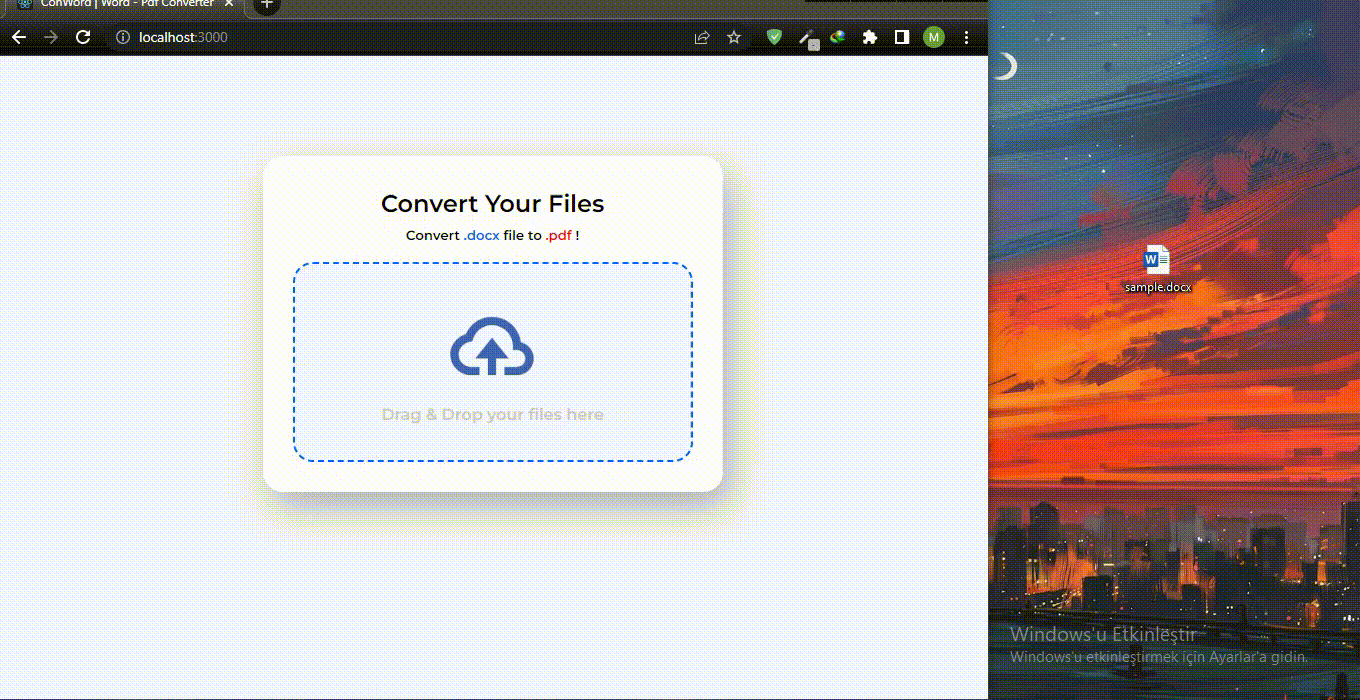 ConWord | Word - Pdf Converter
localhost:3000
M
Convert Your Files
Convert .docx file to .pdf !
Drag & Drop your files here
W
sample.docx
Windows'u Etkinleştir
Windows'u etkinleştirmek için Ayarlar'a gidin.